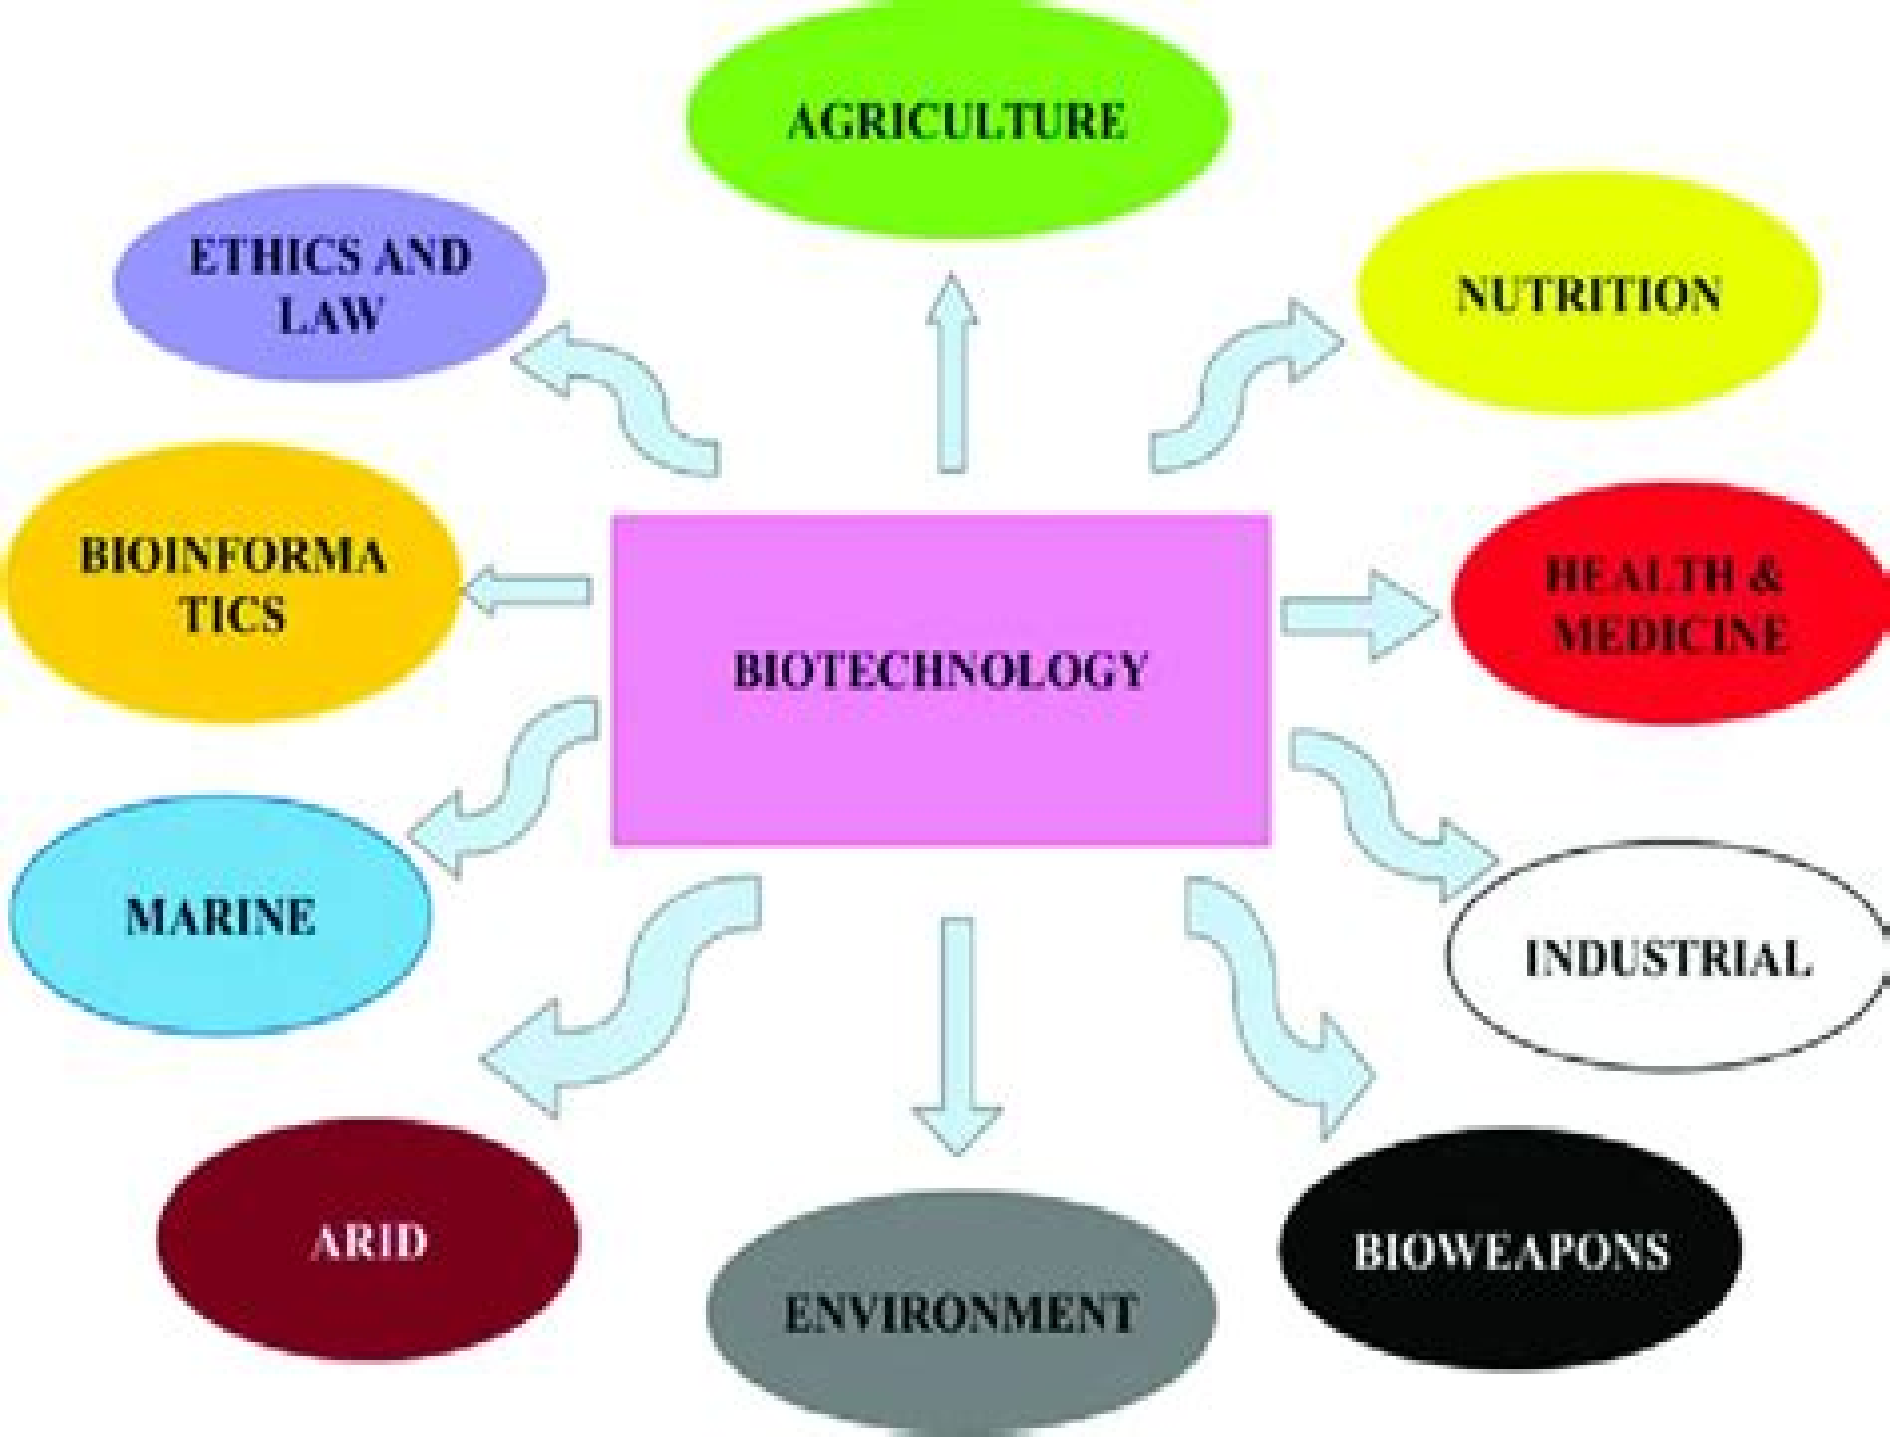 AGRICULTURE
ETHICS AND
LAW
NUTRITION
BIOINFORMA
TICS
HEALTH &
MEDICINE
BIOTECHNOLOGY
MARINE
INDUSTRIAL
ARID
BIOWEAPONS
ENVIRONMENT